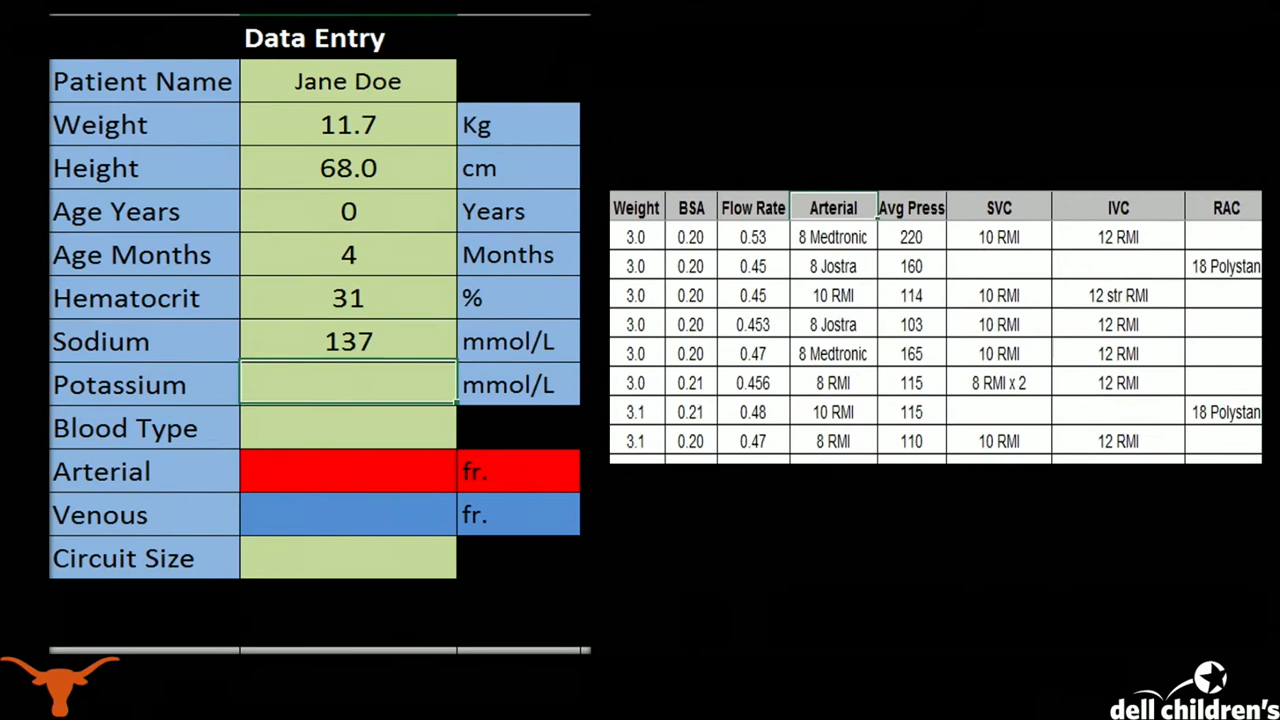 Data Entry
Patient Name Jane Doe
Weight 11.7 Kg
Height 68.0 cm
Age Years 0 Years
Age Months 4 Months
Hematocrit 31 %
Sodium 137 mmol/L
Potassium mmol/L
Blood Type
Arterial fr.
Venous fr.
Circuit Size
Weight BSA Flow Rate Arterial Avg Press SVC IVC RAC
3.0 0.20 0.53 8 Medtronic 220 10 RMI 12 RMI
3.0 0.20 0.45 8 Jostra 160 18 Polystan
3.0 0.20 0.45 10 RMI 114 10 RMI 12 str RMI
3.0 0.20 0.453 8 Jostra 103 10 RMI 12 RMI
3.0 0.20 0.47 8 Medtronic 165 10 RMI 12 RMI
3.0 0.21 0.456 8 RMI 115 8 RMI x 2 12 RMI
3.1 0.21 0.48 10 RMI 115 18 Polystan
3.1 0.20 0.47 8 RMI 110 10 RMI 12 RMI
dell children's